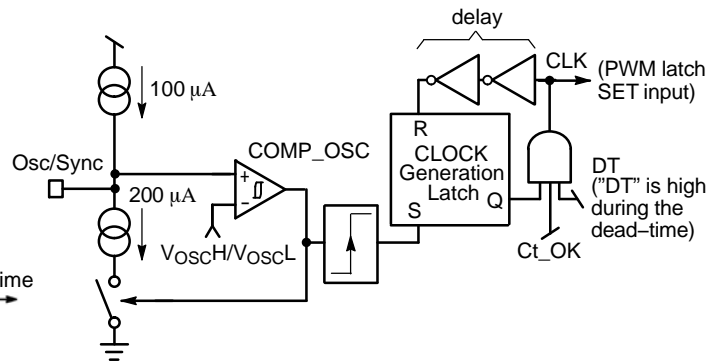 delay
CLK
(PWM latch
SET input)
100 μA
R
CLOCK
Generation
Latch
S
Q
COMP_OSC
+
−
Osc/Sync
200 μA
VOSCH/VOSCL
DT
("DT" is high
during the
dead–time)
Ct_OK
ime